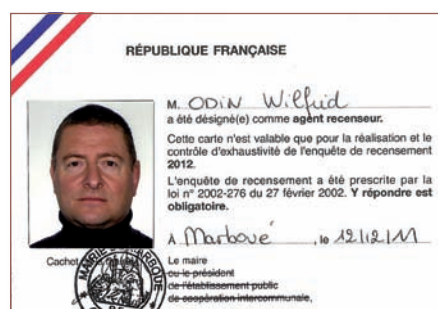 RÉPUBLIQUE FRANÇAISE
M. ODIN Wilfrid
a été désigné(e) comme agent recenseur.
Cette carte n'est valable que pour la réalisation et le
contrôle d'exhaustivité de l'enquête de recensement
2012.
L'enquête de recensement a été prescrite par la
loi n° 2002-276 du 27 février 2002. Y répondre est
obligatoire.
A Marboué , le 12/12/11
Cachet
Le maire
ou le président
de l'établissement public
de coopération intercommunale,
MAIRIE